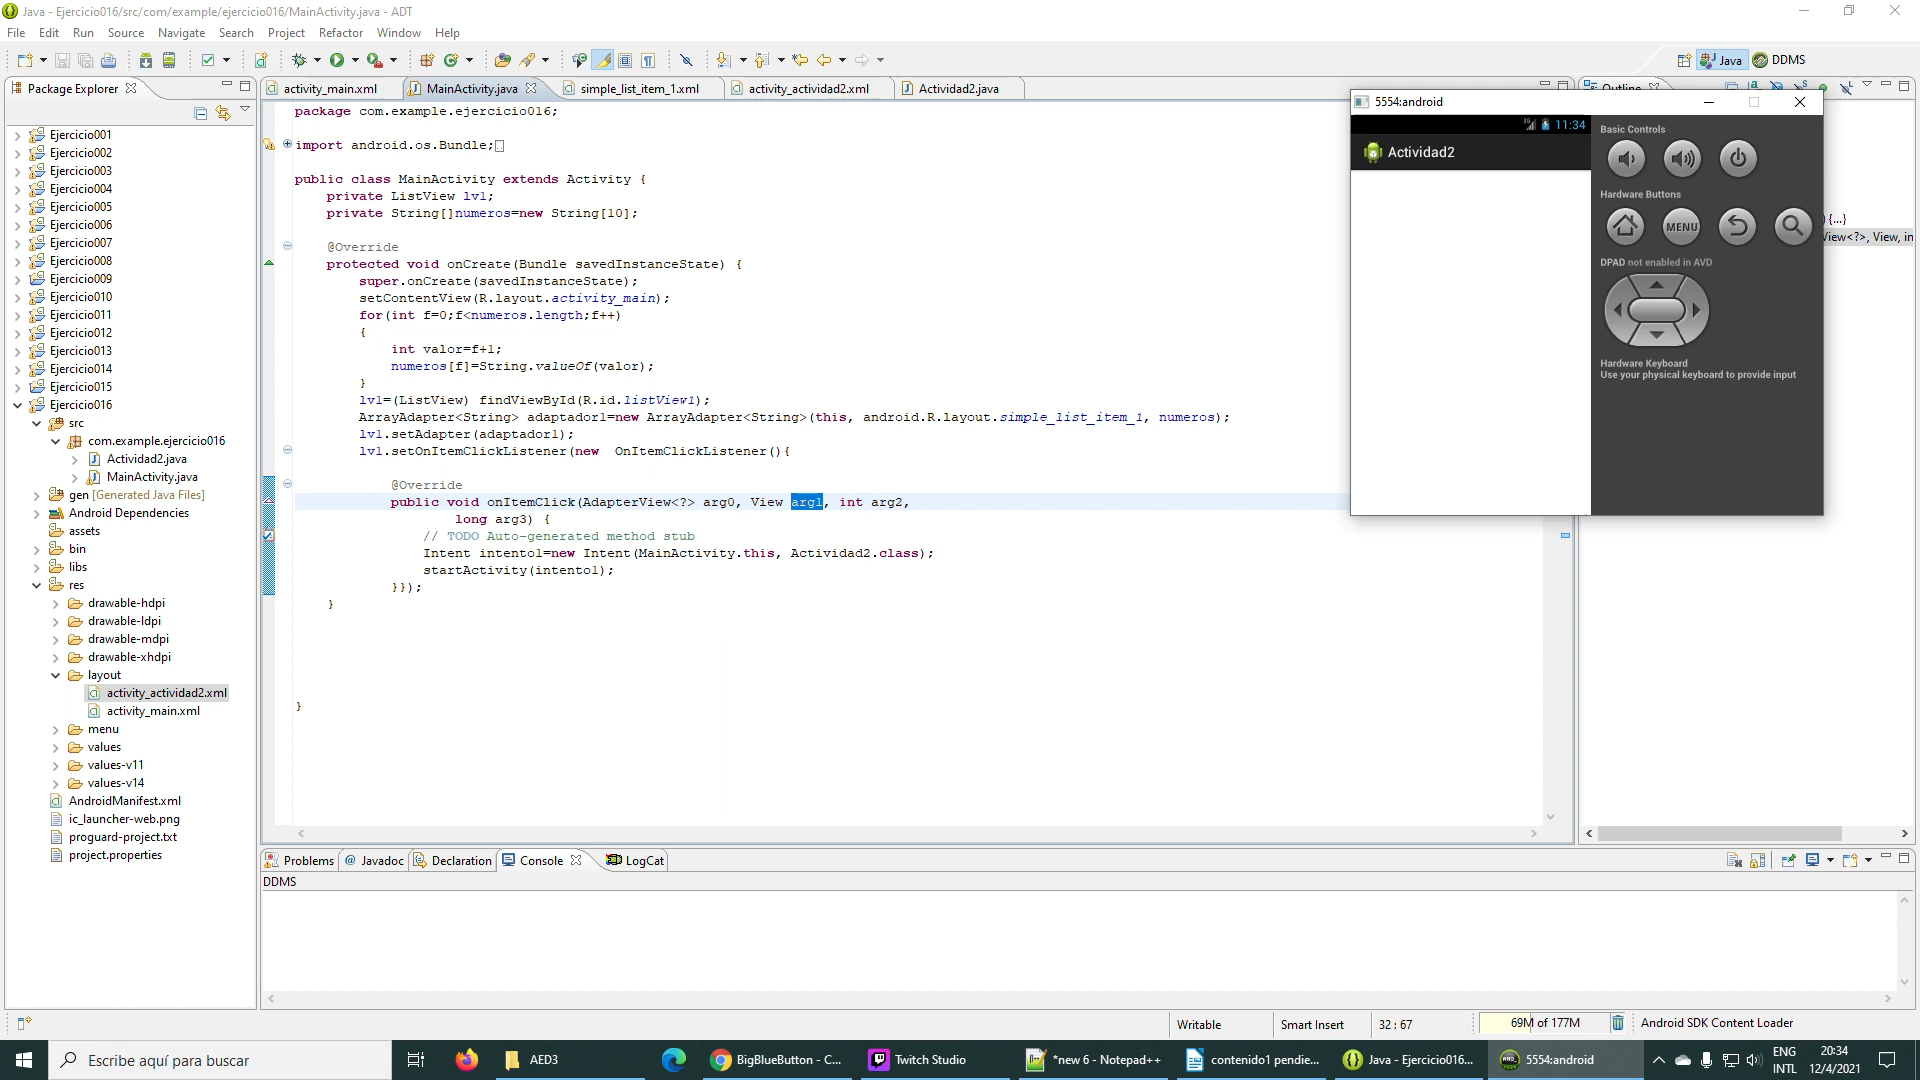 Java - Ejercicio016/src/com/example/ejercicio016/MainActivity.java - ADT
File Edit Run Source Navigate Search Project Refactor Window Help
Java DDMS
Package Explorer
Ejercicio001
Ejercicio002
Ejercicio003
Ejercicio004
Ejercicio005
Ejercicio006
Ejercicio007
Ejercicio008
Ejercicio009
Ejercicio010
Ejercicio011
Ejercicio012
Ejercicio013
Ejercicio014
Ejercicio015
Ejercicio016
src
com.example.ejercicio016
Actividad2.java
MainActivity.java
gen [Generated Java Files]
Android Dependencies
assets
bin
libs
res
drawable-hdpi
drawable-ldpi
drawable-mdpi
drawable-xhdpi
layout
activity_actividad2.xml
activity_main.xml
menu
values
values-v11
values-v14
AndroidManifest.xml
ic_launcher-web.png
proguard-project.txt
project.properties
activity_main.xml MainActivity.java simple_list_item_1.xml activity_actividad2.xml Actividad2.java
package com.example.ejercicio016;
import android.os.Bundle;
public class MainActivity extends Activity {
private ListView lv1;
private String[]numeros=new String[10];
@Override
protected void onCreate(Bundle savedInstanceState) {
super.onCreate(savedInstanceState);
setContentView(R.layout.activity_main);
for(int f=0;f<numeros.length;f++)
{
int valor=f+1;
numeros[f]=String.valueOf(valor);
}
lv1=(ListView) findViewById(R.id.listView1);
ArrayAdapter<String> adaptador1=new ArrayAdapter<String>(this, android.R.layout.simple_list_item_1, numeros);
lv1.setAdapter(adaptador1);
lv1.setOnItemClickListener(new  OnItemClickListener(){
@Override
public void onItemClick(AdapterView<?> arg0, View arg1, int arg2,
long arg3) {
// TODO Auto-generated method stub
Intent intento1=new Intent(MainActivity.this, Actividad2.class);
startActivity(intento1);
}});
}
}
Outline
) {...}
View<?>, View, in
5554:android
3G 11:34
Actividad2
Basic Controls
Hardware Buttons
MENU
DPAD not enabled in AVD
Hardware Keyboard
Use your physical keyboard to provide input
Problems @ Javadoc Declaration Console LogCat
DDMS
Writable Smart Insert 32 : 67 69M of 177M Android SDK Content Loader
Escribe aquí para buscar
AED3
BigBlueButton - C...
Twitch Studio
*new 6 - Notepad++
contenido1 pendie...
Java - Ejercicio016...
5554:android
ENG
INTL
20:34
12/4/2021